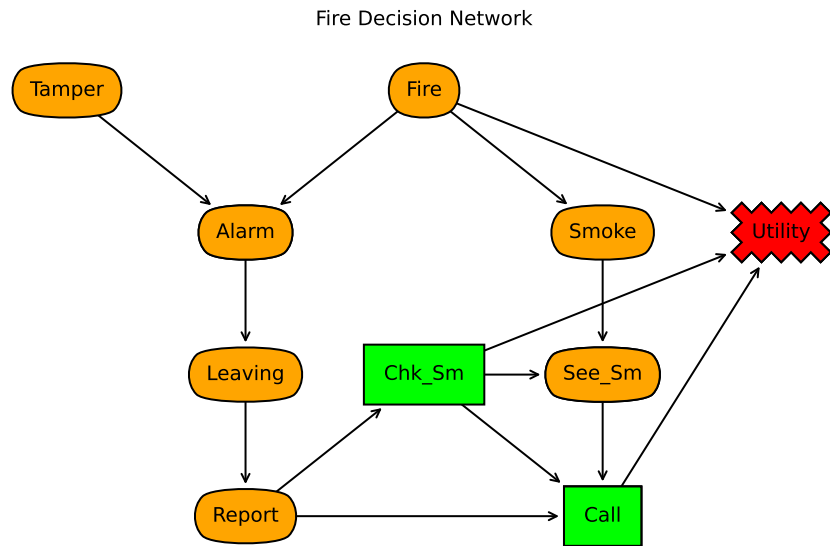 Fire Decision Network
Tamper
Fire
Alarm
Smoke
Utility
Leaving
Chk_Sm
See_Sm
Report
Call